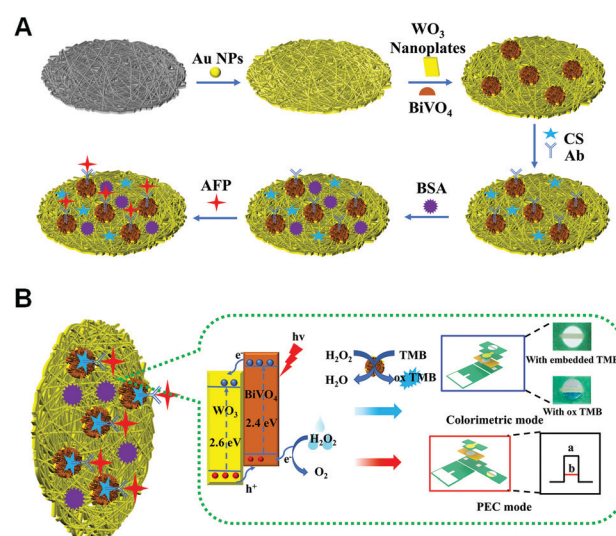 A
Au NPs
WO3
Nanoplates
BiVO4
CS
Ab
AFP
BSA
B
hv
e-
BiVO4
WO3
2.4 eV
2.6 eV
h+
H2O2
e-
O2
H2O2
TMB
H2O
ox TMB
With embedded TMB
With ox TMB
Colorimetric mode
a
b
PEC mode